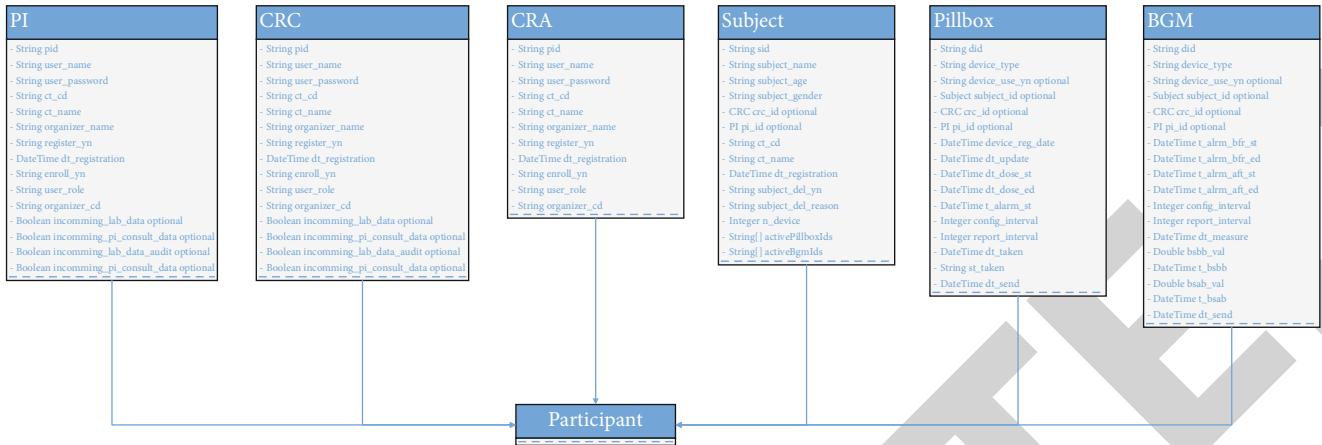 PI
- String pid
- String user_name
- String user_password
- String ct_cd
- String ct_name
- String organizer_name
- String register_yn
- DateTime dt_registration
- String enroll_yn
- String user_role
- String organizer_cd
- Boolean incomming_lab_data optional
- Boolean incomming_pi_consult_data optional
- Boolean incomming_lab_data_audit optional
- Boolean incomming_pi_consult_data optional
CRC
- String pid
- String user_name
- String user_password
- String ct_cd
- String ct_name
- String organizer_name
- String register_yn
- DateTime dt_registration
- String enroll_yn
- String user_role
- String organizer_cd
- Boolean incomming_lab_data optional
- Boolean incomming_pi_consult_data optional
- Boolean incomming_lab_data_audit optional
- Boolean incomming_pi_consult_data optional
CRA
- String pid
- String user_name
- String user_password
- String ct_cd
- String ct_name
- String organizer_name
- String register_yn
- DateTime dt_registration
- String enroll_yn
- String user_role
- String organizer_cd
Subject
- String sid
- String subject_name
- String subject_age
- String subject_gender
- CRC crc_id optional
- PI pi_id optional
- String ct_cd
- String ct_name
- DateTime dt_registration
- String subject_del_yn
- String subject_del_reason
- Integer n_device
- String[] activePillboxIds
- String[] activeBgmIds
Pillbox
- String did
- String device_type
- String device_use_yn optional
- Subject subject_id optional
- CRC crc_id optional
- PI pi_id optional
- DateTime device_reg_date
- DateTime dt_update
- DateTime dt_dose_st
- DateTime dt_dose_ed
- DateTime t_alarm_st
- Integer config_interval
- Integer report_interval
- DateTime dt_taken
- String st_taken
- DateTime dt_send
BGM
- String did
- String device_type
- String device_use_yn optional
- Subject subject_id optional
- CRC crc_id optional
- PI pi_id optional
- DateTime t_alrm_bfr_st
- DateTime t_alrm_bfr_ed
- DateTime t_alrm_aft_st
- DateTime t_alrm_aft_ed
- Integer config_interval
- Integer report_interval
- DateTime dt_measure
- Double bsbb_val
- DateTime t_bsbb
- Double bsab_val
- DateTime t_bsab
- DateTime dt_send
Participant
TE